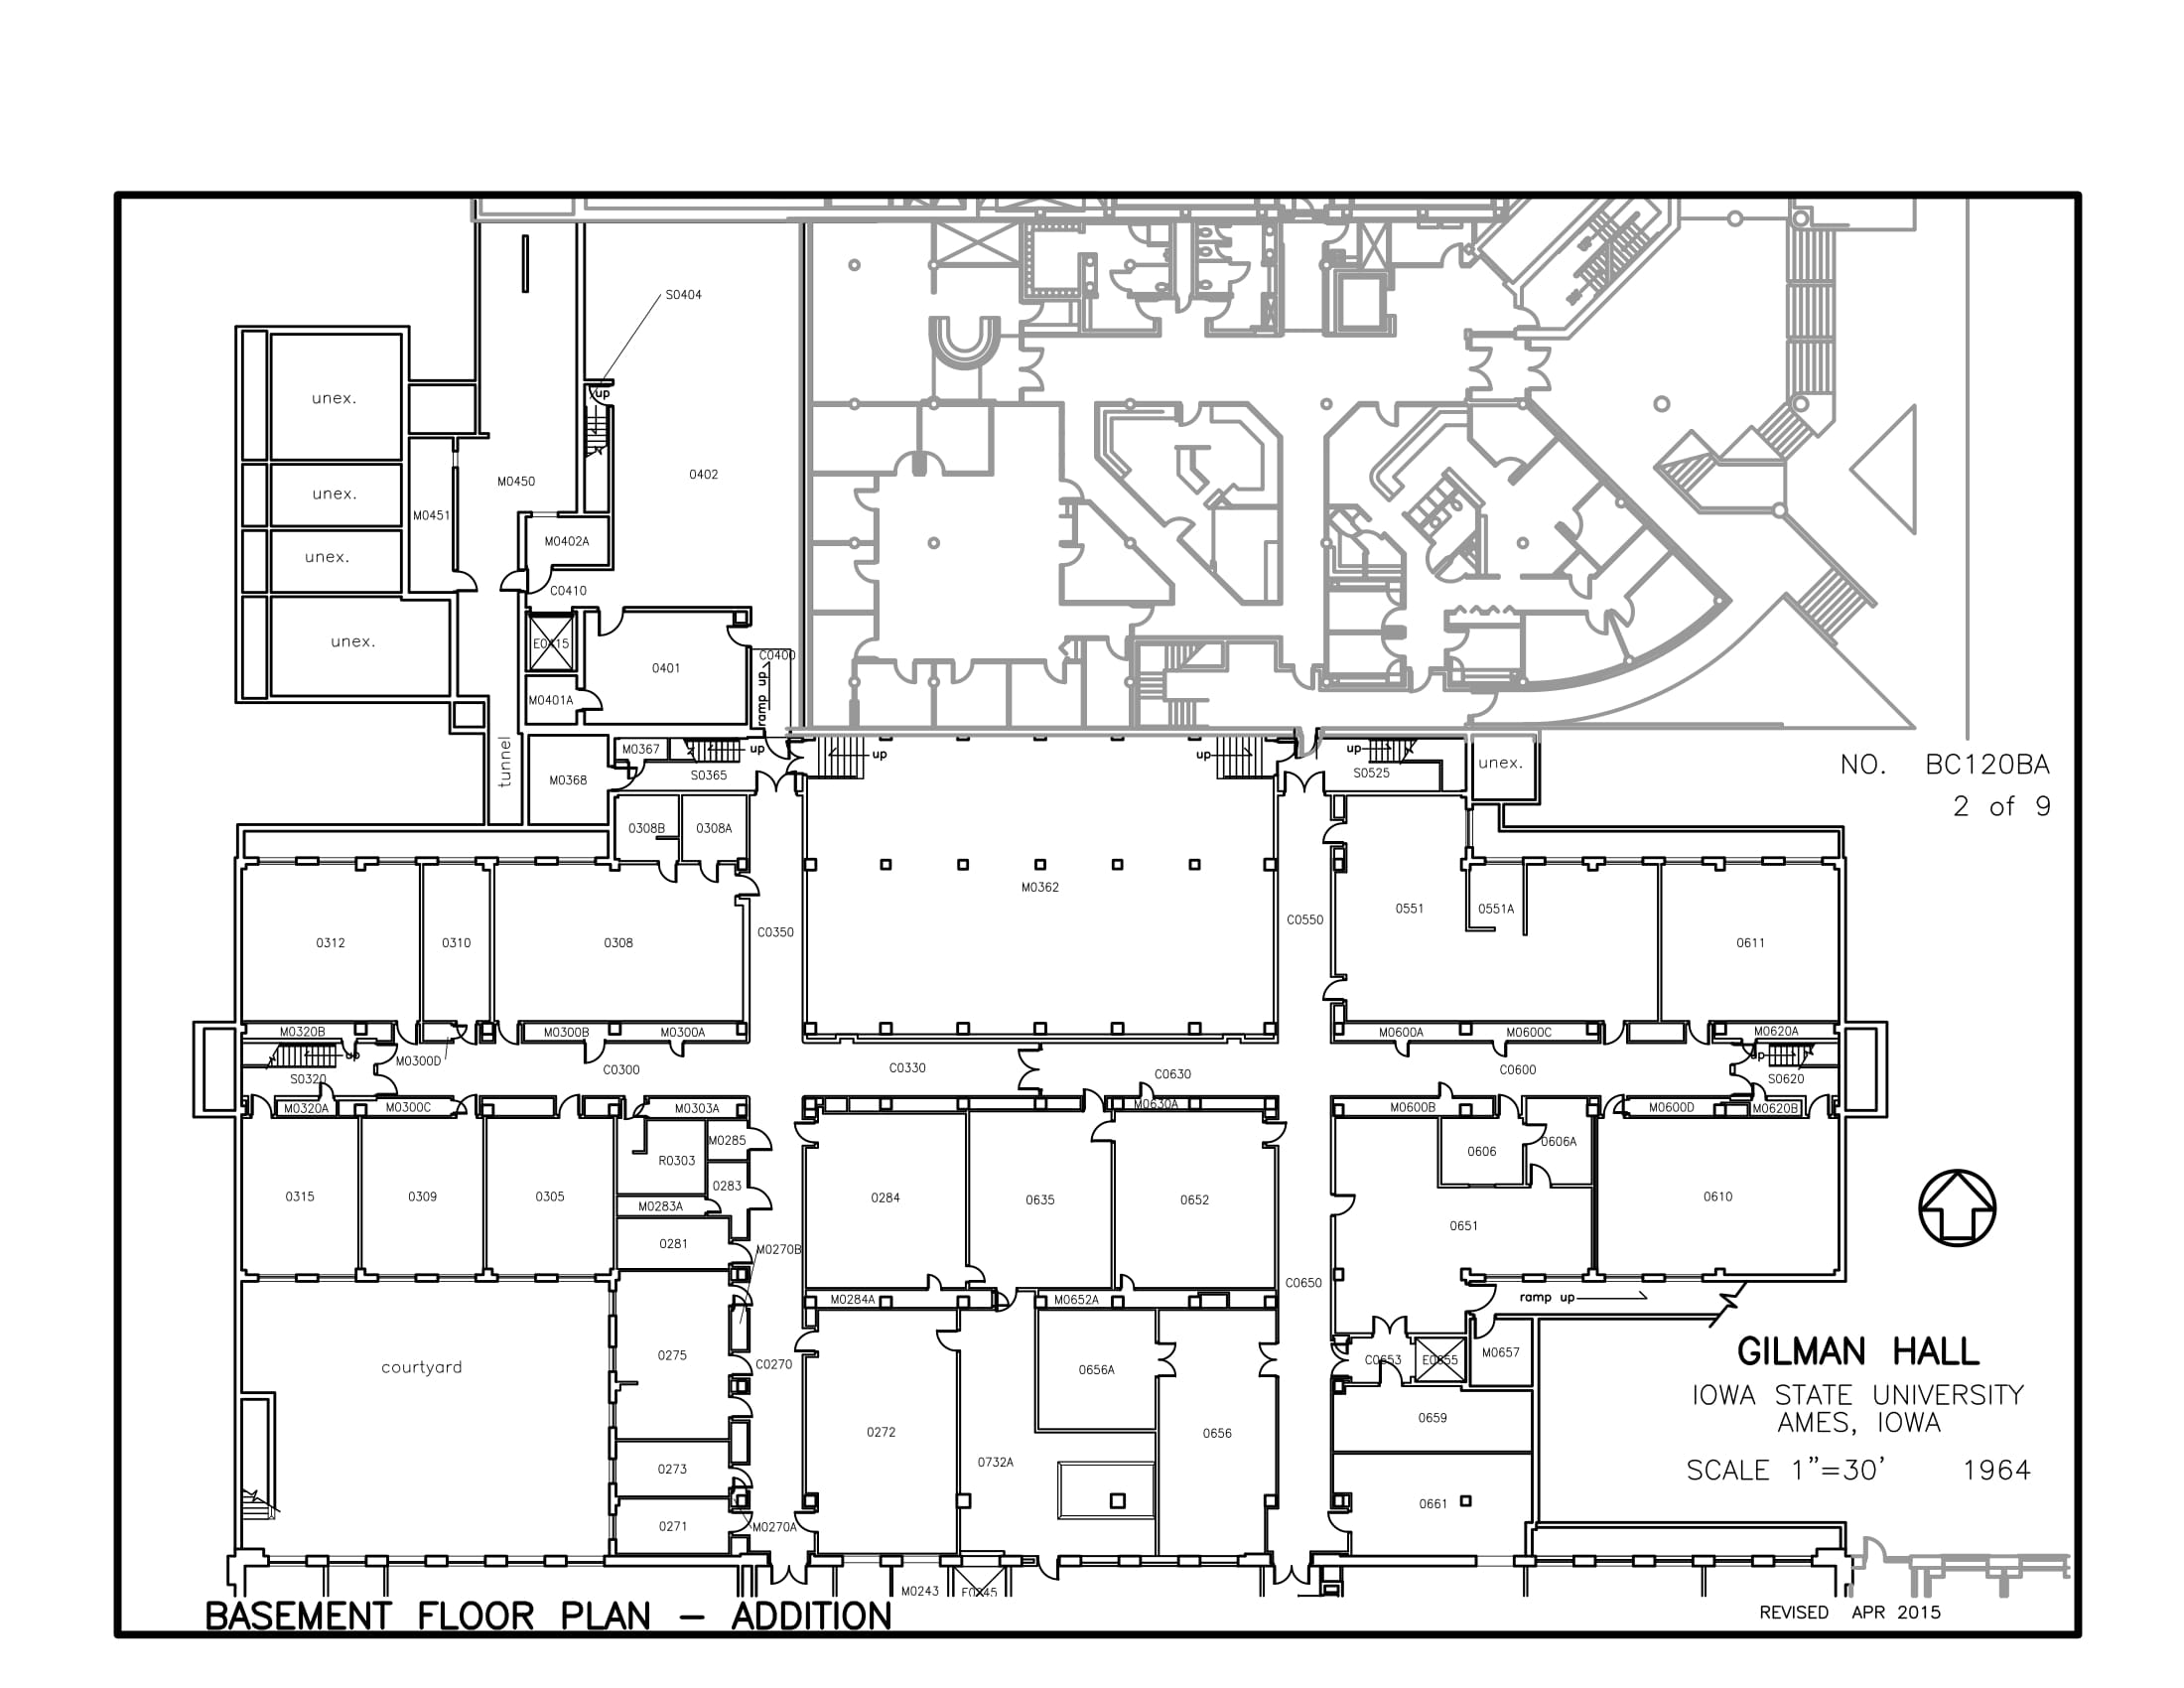 S0404
up
unex.
unex.
unex.
unex.
M0451
M0450
0402
M0402A
C0410
E0415
0401
C0400
ramp up
M0401A
tunnel
M0368
M0367
up
S0365
up
up
up
S0525
unex.
NO. BC120BA
2 of 9
0308B
0308A
M0362
0312
0310
0308
C0350
C0550
0551
0551A
0611
M0320B
M0300B
M0300A
M0600A
M0600C
M0620A
up
M0300D
up
S0320
C0300
C0330
C0630
C0600
S0620
M0320A
M0300C
M0303A
M0630A
M0600B
M0600D
M0620B
M0285
R0303
0283
M0283A
0606
0606A
0315
0309
0305
0284
0635
0652
0610
0651
0281
M0270B
C0650
M0284A
M0652A
ramp up
courtyard
0275
C0270
0656A
C0653
E0655
M0657
GILMAN HALL
IOWA STATE UNIVERSITY
AMES, IOWA
0272
0656
0659
0732A
0273
SCALE 1"=30' 1964
0271
M0270A
0661
M0243
E0245
BASEMENT FLOOR PLAN - ADDITION
REVISED APR 2015